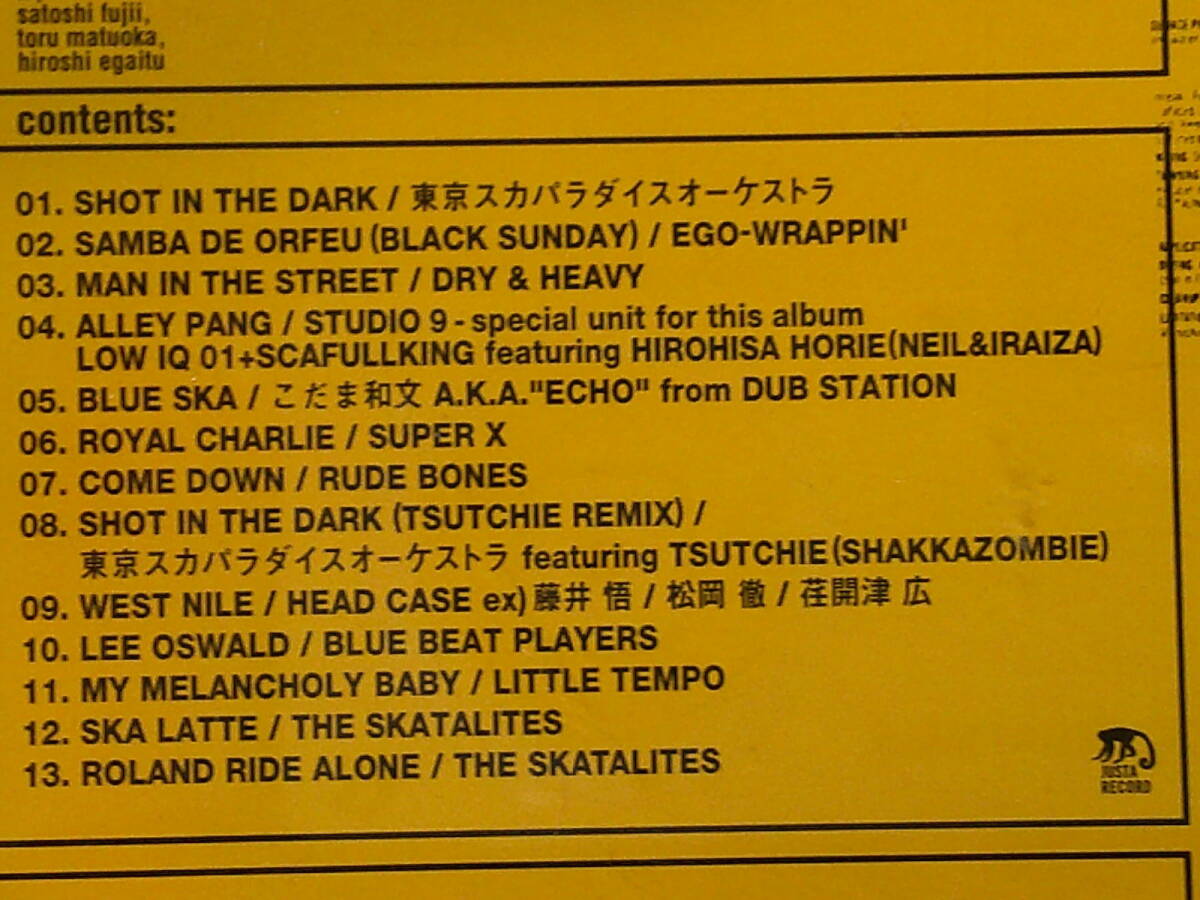 satoshi fujii,
toru matuoka,
hiroshi egaitu
contents:
01. SHOT IN THE DARK / 東京スカパラダイスオーケストラ
02. SAMBA DE ORFEU (BLACK SUNDAY) / EGO-WRAPPIN'
03. MAN IN THE STREET / DRY & HEAVY
04. ALLEY PANG / STUDIO 9 - special unit for this album
LOW IQ 01+SCAFULLKING featuring HIROHISA HORIE(NEIL&IRAIZA)
05. BLUE SKA / こだま和文 A.K.A."ECHO" from DUB STATION
06. ROYAL CHARLIE / SUPER X
07. COME DOWN / RUDE BONES
08. SHOT IN THE DARK (TSUTCHIE REMIX) /
東京スカパラダイスオーケストラ featuring TSUTCHIE (SHAKKAZOMBIE)
09. WEST NILE / HEAD CASE ex) 藤井 悟 / 松岡 徹 / 荏開津 広
10. LEE OSWALD / BLUE BEAT PLAYERS
11. MY MELANCHOLY BABY / LITTLE TEMPO
12. SKA LATTE / THE SKATALITES
13. ROLAND RIDE ALONE / THE SKATALITES
JUSTA
RECORD